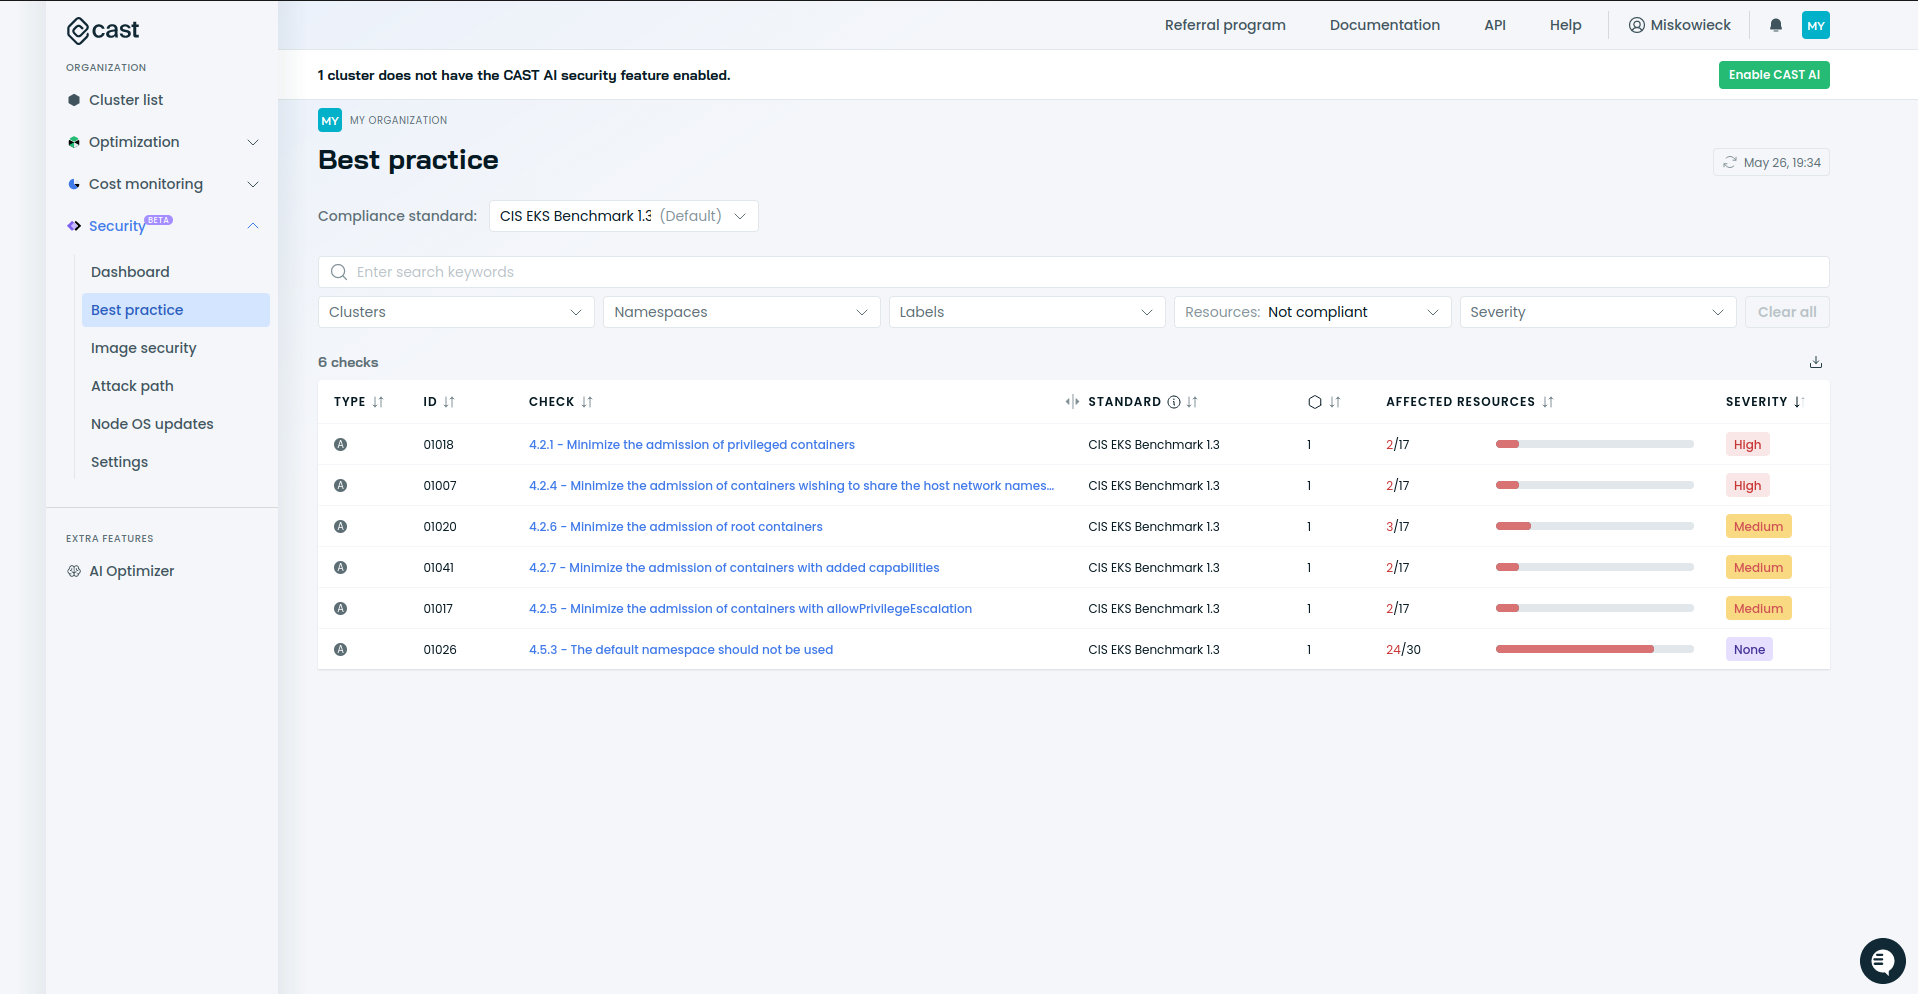 cast
Referral program
Documentation
API
Help
Miskowieck
MY
ORGANIZATION
Cluster list
Optimization
Cost monitoring
Security BETA
Dashboard
Best practice
Image security
Attack path
Node OS updates
Settings
EXTRA FEATURES
AI Optimizer
1 cluster does not have the CAST AI security feature enabled.
Enable CAST AI
MY MY ORGANIZATION
Best practice
May 26, 19:34
Compliance standard: CIS EKS Benchmark 1.3 (Default)
Enter search keywords
Clusters
Namespaces
Labels
Resources: Not compliant
Severity
Clear all
6 checks
TYPE ID CHECK STANDARD AFFECTED RESOURCES SEVERITY
A 01018 4.2.1 - Minimize the admission of privileged containers CIS EKS Benchmark 1.3 1 2/17 High
A 01007 4.2.4 - Minimize the admission of containers wishing to share the host network names... CIS EKS Benchmark 1.3 1 2/17 High
A 01020 4.2.6 - Minimize the admission of root containers CIS EKS Benchmark 1.3 1 3/17 Medium
A 01041 4.2.7 - Minimize the admission of containers with added capabilities CIS EKS Benchmark 1.3 1 2/17 Medium
A 01017 4.2.5 - Minimize the admission of containers with allowPrivilegeEscalation CIS EKS Benchmark 1.3 1 2/17 Medium
A 01026 4.5.3 - The default namespace should not be used CIS EKS Benchmark 1.3 1 24/30 None